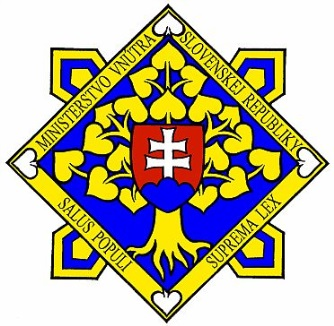 MINISTERSTVO VNÚTRA
SLOVENSKEJ REPUBLIKY
SALUS POPULI
SUPREMA LEX